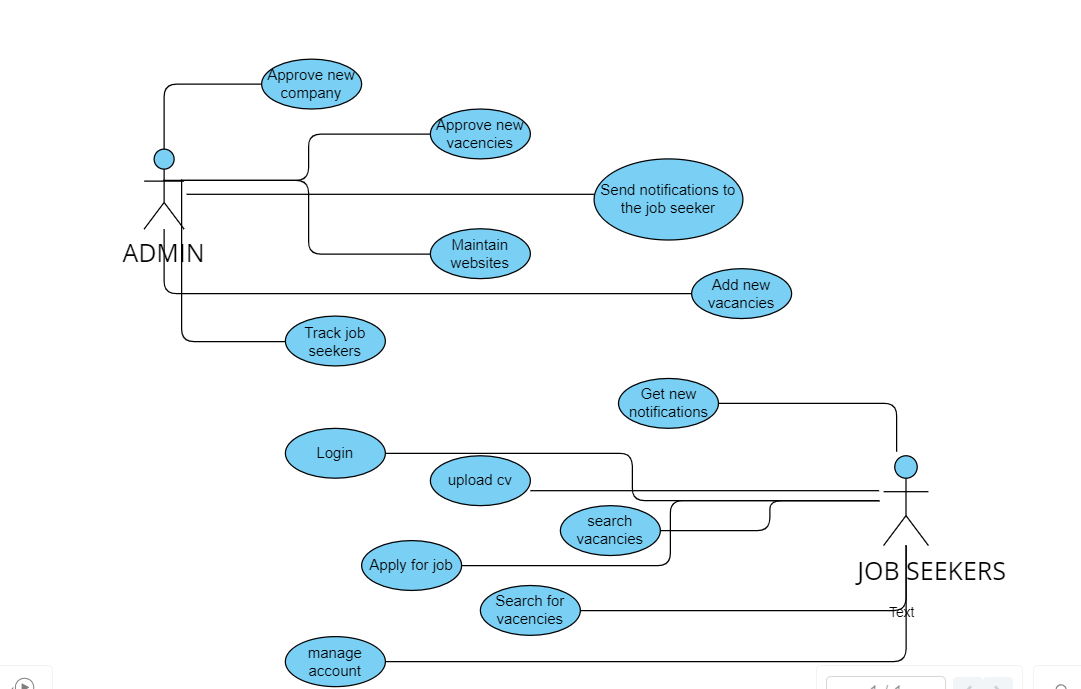 Approve new
company
Approve new
vacencies
Send notifications to
the job seeker
ADMIN
Maintain
websites
Add new
vacancies
Track job
seekers
Get new
notifications
Login
upload cv
search
vacancies
Apply for job
JOB SEEKERS
Search for
vacencies
Text
manage
account